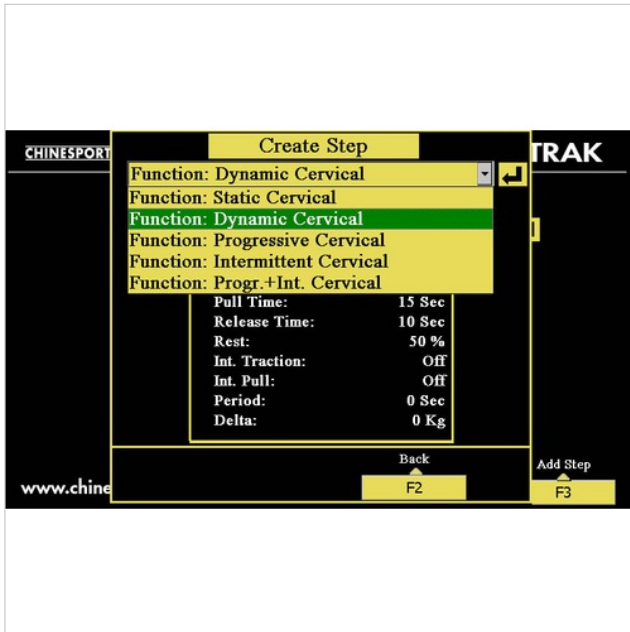 CHINESPORT
Create Step
TRAK
Function: Dynamic Cervical
Function: Static Cervical
Function: Dynamic Cervical
Function: Progressive Cervical
Function: Intermittent Cervical
Function: Progr.+Int. Cervical
Pull Time: 15 Sec
Release Time: 10 Sec
Rest: 50 %
Int. Traction: Off
Int. Pull: Off
Period: 0 Sec
Delta: 0 Kg
Back
Add Step
www.chine
F2
F3